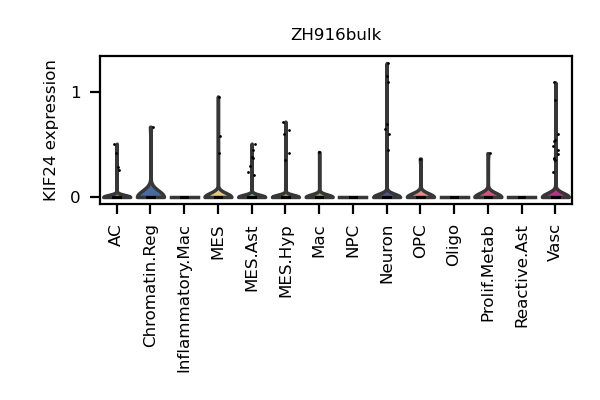 ZH916bulk
KIF24 expression
1
0
AC
Chromatin.Reg
Inflammatory.Mac
MES
MES.Ast
MES.Hyp
Mac
NPC
Neuron
OPC
Oligo
Prolif.Metab
Reactive.Ast
Vasc